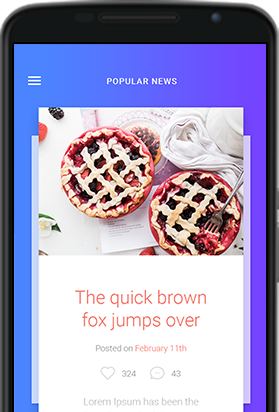 POPULAR NEWS
The quick brown
fox jumps over
Posted on February 11th
324 43
Lorem Ipsum has been the